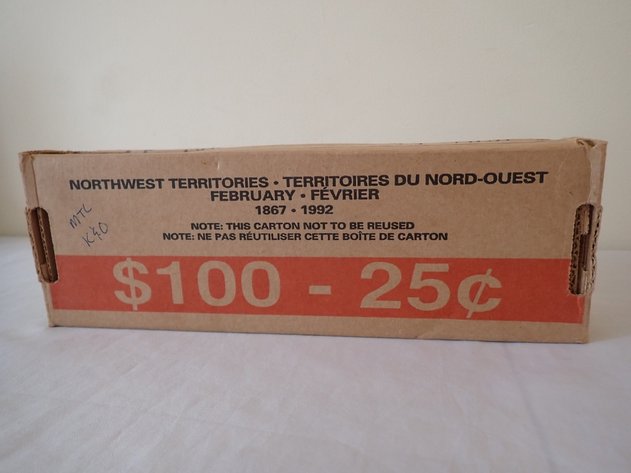 NORTHWEST TERRITORIES • TERRITOIRES DU NORD-OUEST
FEBRUARY • FÉVRIER
1867 • 1992
NOTE: THIS CARTON NOT TO BE REUSED
NOTE: NE PAS RÉUTILISER CETTE BOÎTE DE CARTON
MTL
$100 - 25¢